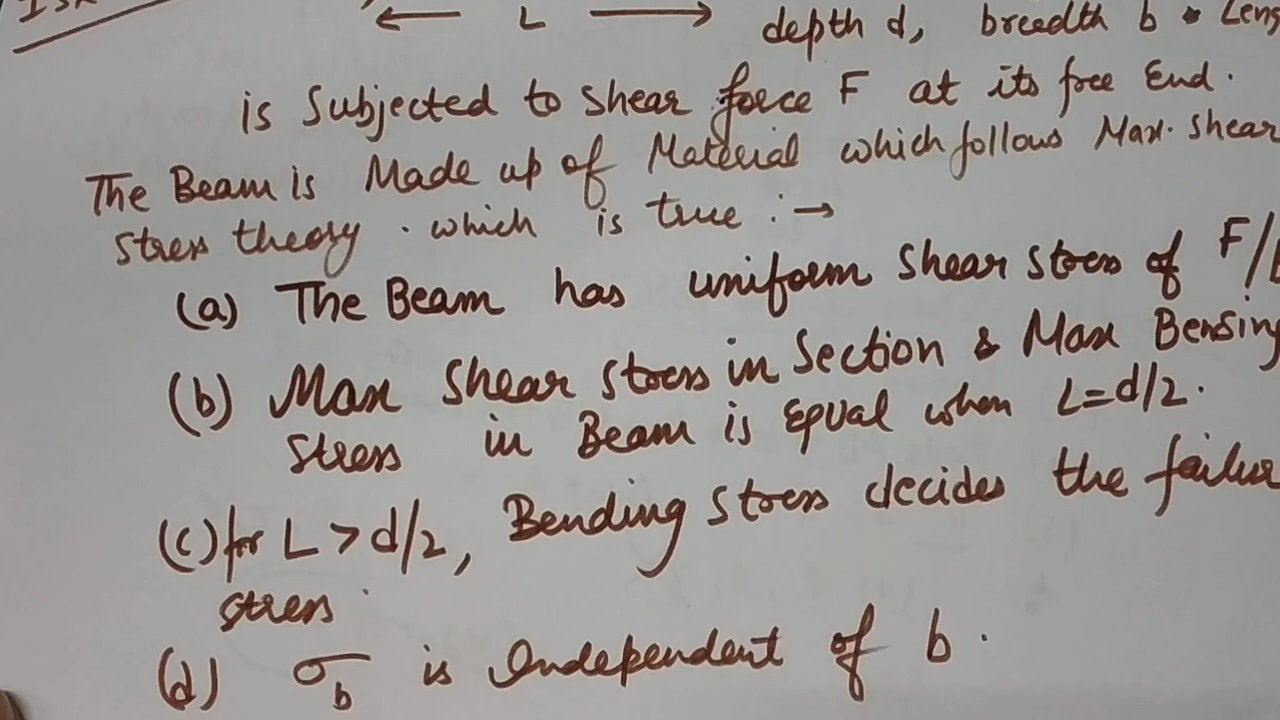 L depth d, breadth b &
is Subjected to Shear force F at its free End.
The Beam is Made up of Material which follows Max. Shear
Stress theory. which is true :→
(a) The Beam has uniform Shear Stress of F/
(b) Max Shear Stress in Section & Max Bensing
Stress in Beam is Equal when L=d/2.
(c) for L > d/2, Bending Stress decides the failur
stress
(d) σb is Independent of b.